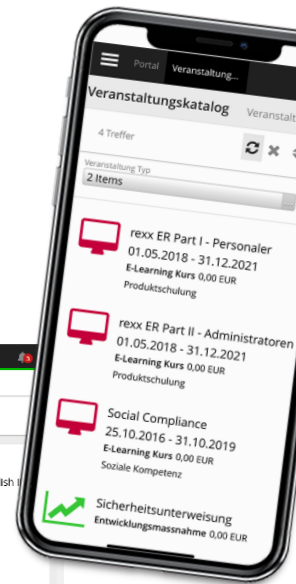 Portal Veranstaltung...
Veranstaltungskatalog
4 Treffer
Veranstaltung Typ
2 Items
rexx ER Part I - Personaler
01.05.2018 - 31.12.2021
E-Learning Kurs 0,00 EUR
Produktschulung
rexx ER Part II - Administratoren
01.05.2018 - 31.12.2021
E-Learning Kurs 0,00 EUR
Produktschulung
Social Compliance
25.10.2016 - 31.10.2019
E-Learning Kurs 0,00 EUR
Soziale Kompetenz
Sicherheitsunterweisung
Entwicklungsmassnahme 0,00 EUR